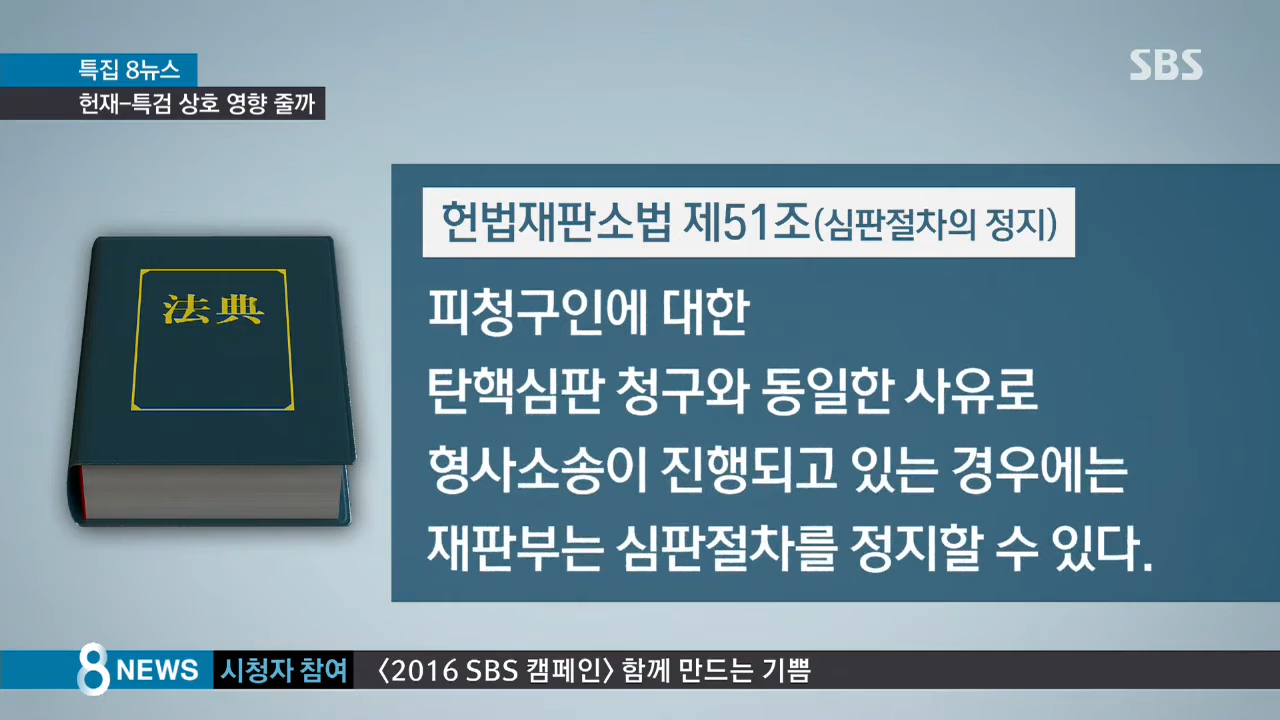 특집 8뉴스
SBS
헌재-특검 상호 영향 줄까
헌법재판소법 제51조(심판절차의 정지)
法典
피청구인에 대한
탄핵심판 청구와 동일한 사유로
형사소송이 진행되고 있는 경우에는
재판부는 심판절차를 정지할 수 있다.
8 NEWS 시청자 참여 〈2016 SBS 캠페인〉 함께 만드는 기쁨